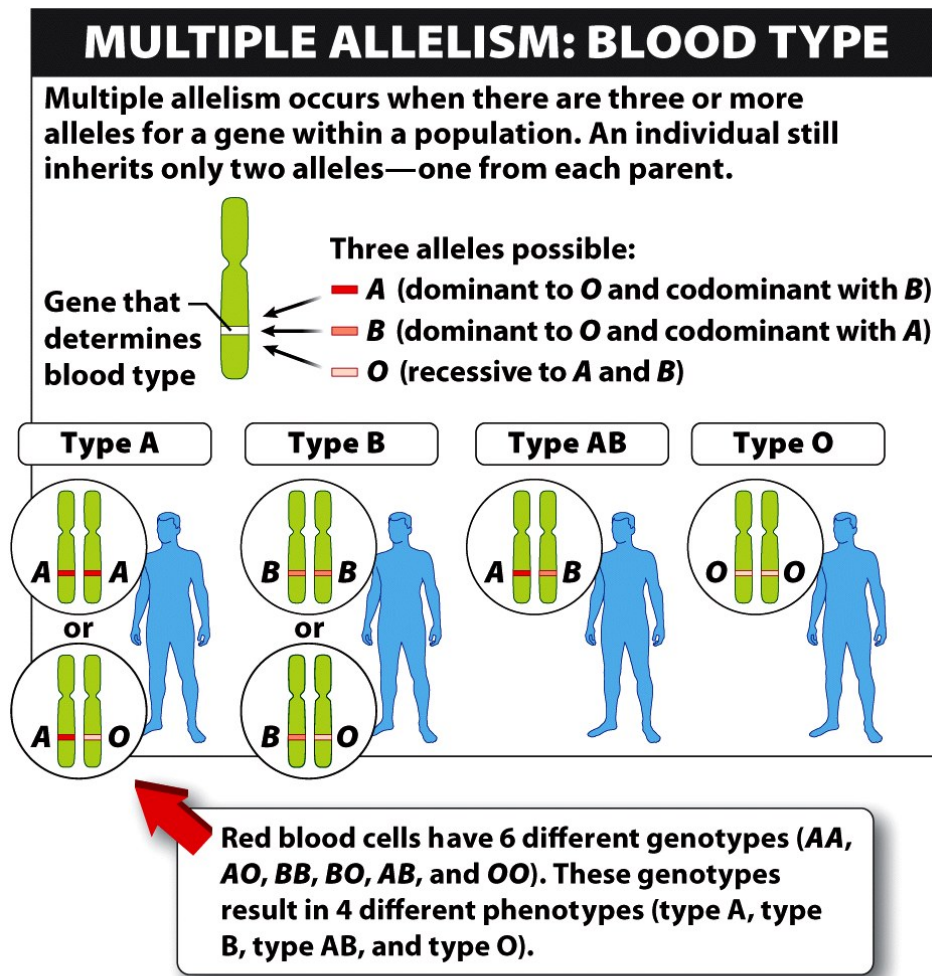 MULTIPLE ALLELISM: BLOOD TYPE
Multiple allelism occurs when there are three or more
alleles for a gene within a population. An individual still
inherits only two alleles—one from each parent.
Three alleles possible:
A (dominant to O and codominant with B)
B (dominant to O and codominant with A)
O (recessive to A and B)
Gene that
determines
blood type
Type A
Type B
Type AB
Type O
A A
or
A O
B B
or
B O
A B
O O
Red blood cells have 6 different genotypes (AA,
AO, BB, BO, AB, and OO). These genotypes
result in 4 different phenotypes (type A, type
B, type AB, and type O).